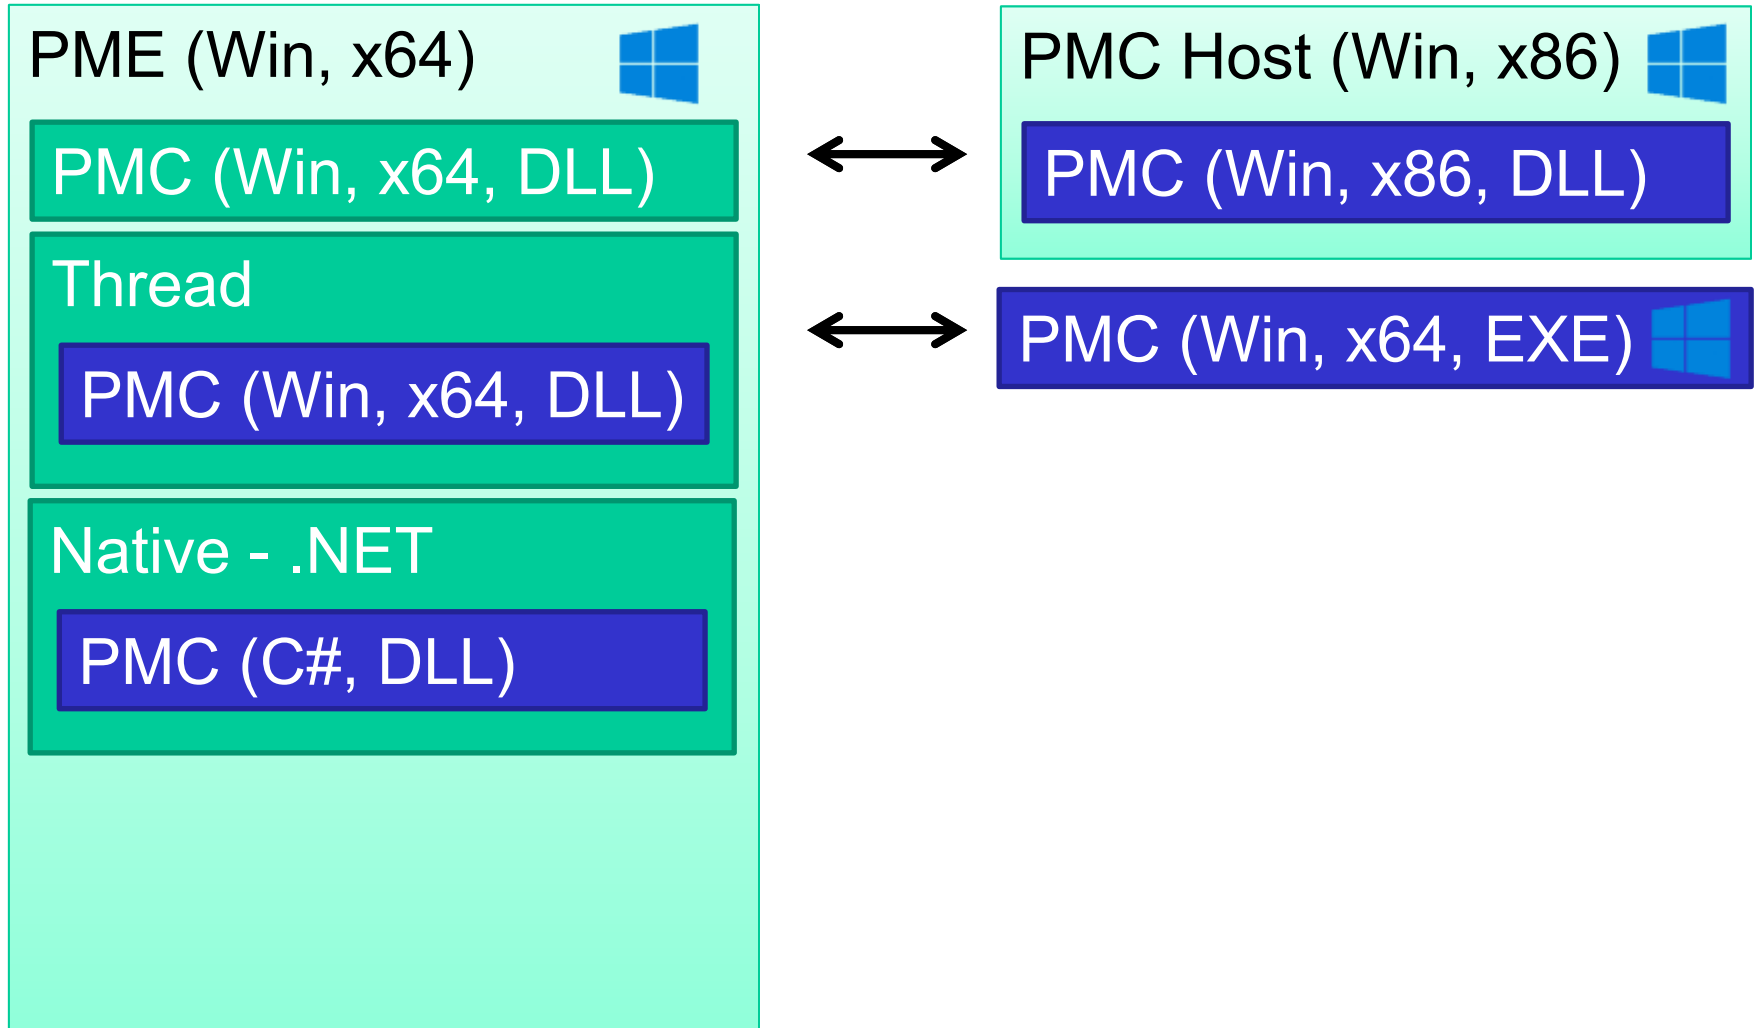 PME (Win, x64)
PMC (Win, x64, DLL)
Thread
PMC (Win, x64, DLL)
Native - .NET
PMC (C#, DLL)
PMC Host (Win, x86)
PMC (Win, x86, DLL)
PMC (Win, x64, EXE)